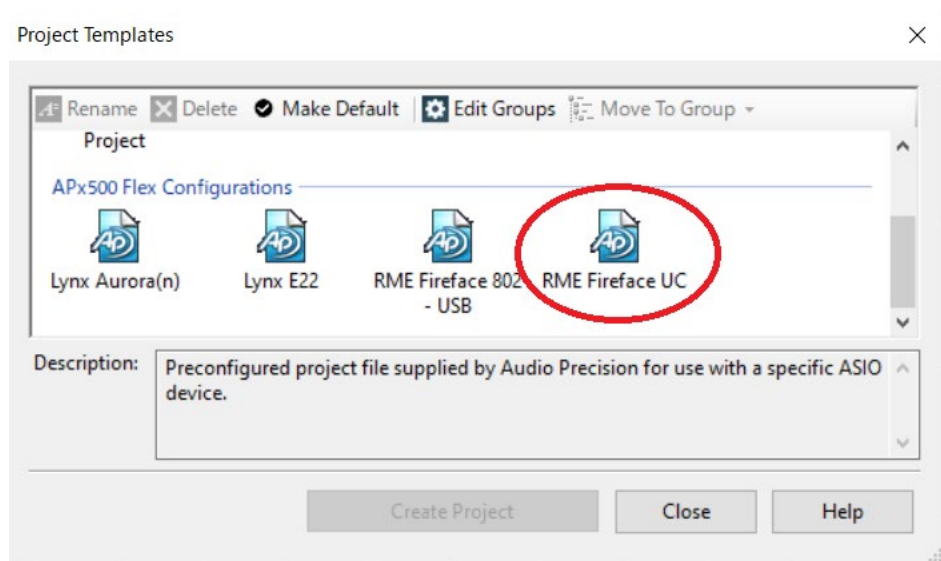 Project Templates
Rename Delete Make Default Edit Groups Move To Group
Project
APx500 Flex Configurations
Lynx Aurora(n) Lynx E22 RME Fireface 802 RME Fireface UC
- USB
Description: Preconfigured project file supplied by Audio Precision for use with a specific ASIO
device.
Create Project Close Help